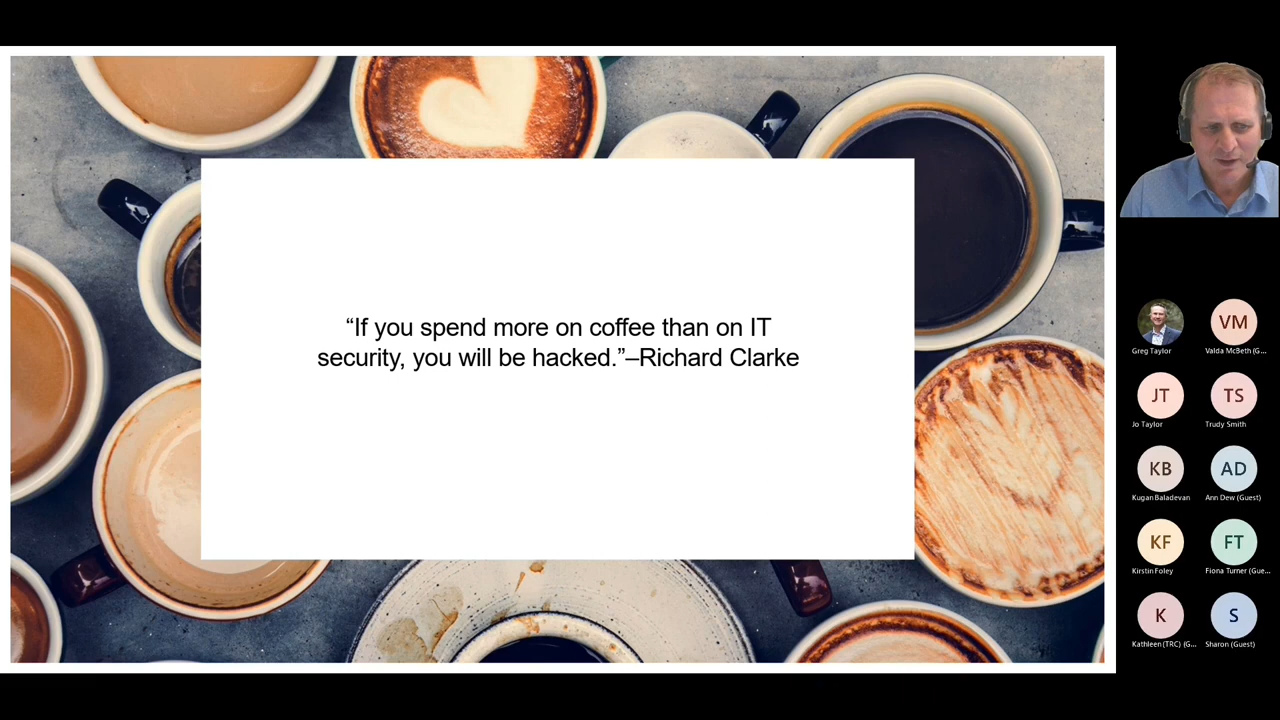 “If you spend more on coffee than on IT
security, you will be hacked.”–Richard Clarke
Greg Taylor
VM
Valda McBeth (G...
JT
Jo Taylor
TS
Trudy Smith
KB
Kugan Baladevan
AD
Ann Dew (Guest)
KF
Kirstin Foley
FT
Fiona Turner (Gue...
K
Kathleen (TRC) (G...
S
Sharon (Guest)